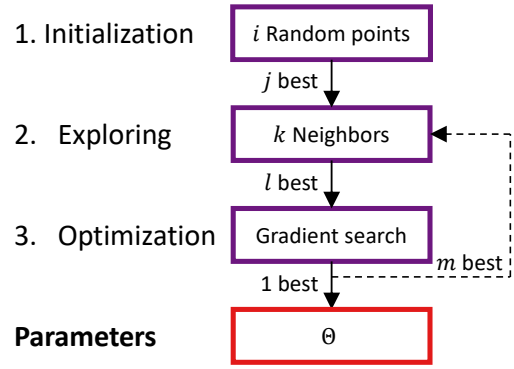 1. Initialization
i Random points
j best
2. Exploring
k Neighbors
l best
3. Optimization
Gradient search
m best
1 best
Parameters
Θ